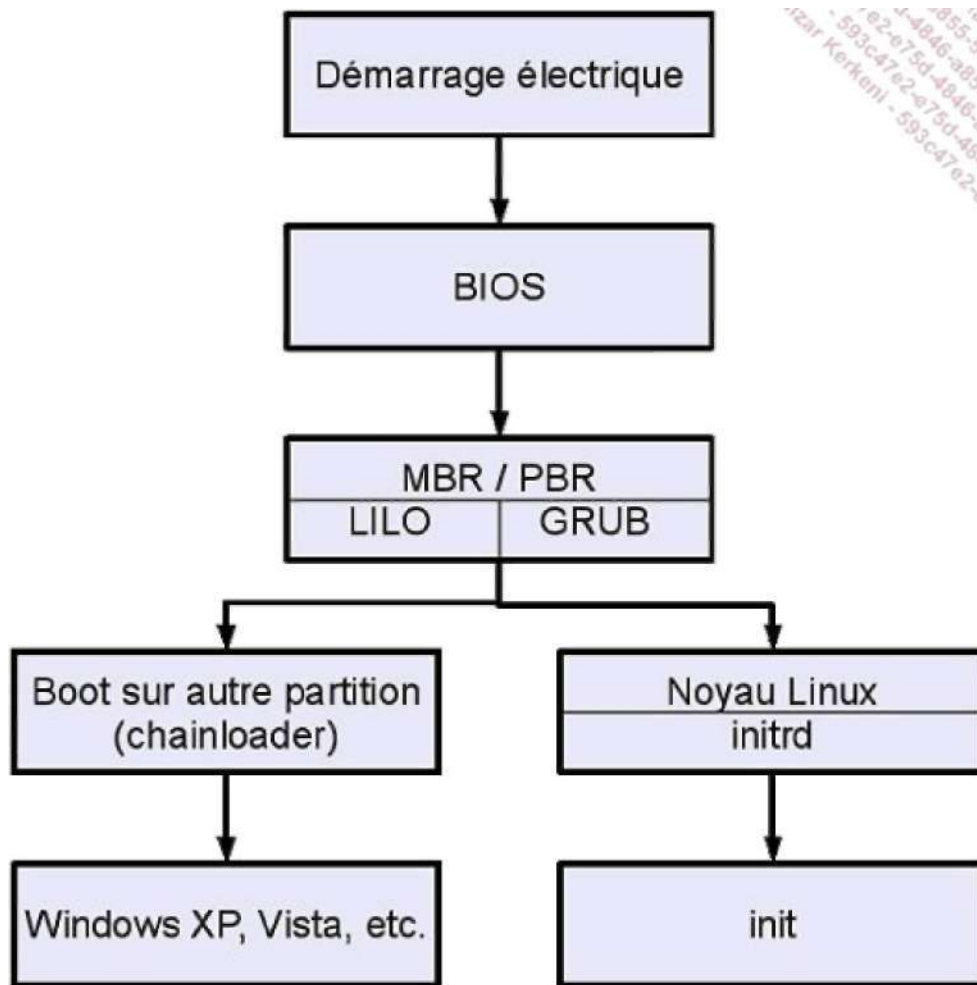 Démarrage électrique
BIOS
MBR / PBR
LILO GRUB
Boot sur autre partition
(chainloader)
Noyau Linux
initrd
Windows XP, Vista, etc.
init